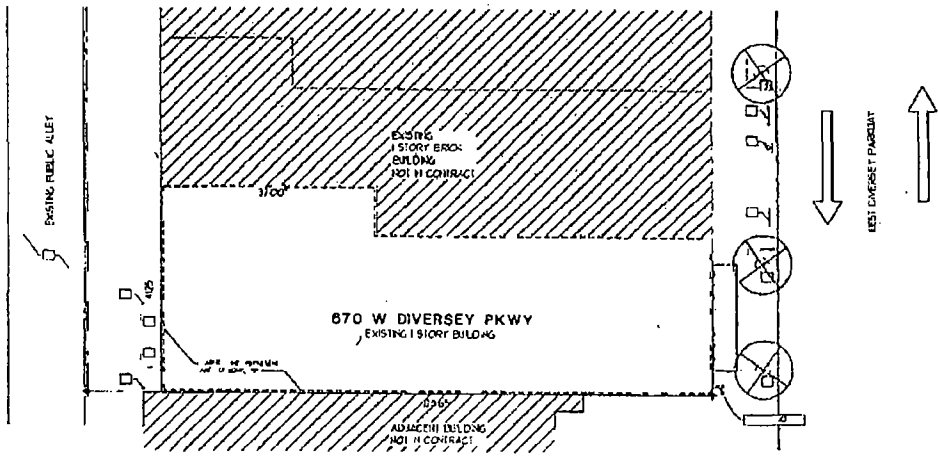 EXISTING PUBLIC ALLEY
EXISTING
1 STORY BRICK
BUILDING
NOT IN CONTRACT
WEST DIVERSEY PARKWAY
670 W DIVERSEY PKWY
EXISTING 1 STORY BUILDING
ADJACENT BUILDING
NOT IN CONTRACT